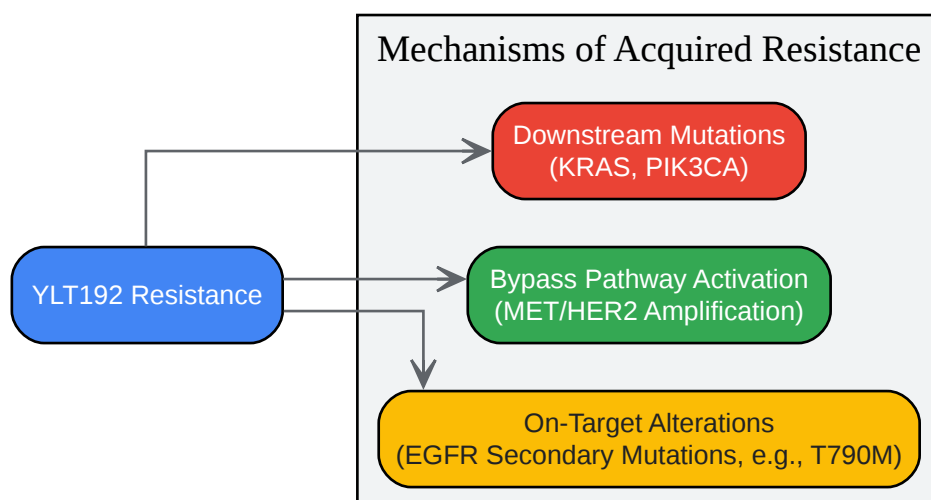 Mechanisms of Acquired Resistance
Downstream Mutations
(KRAS, PIK3CA)
YLT192 Resistance
Bypass Pathway Activation
(MET/HER2 Amplification)
On-Target Alterations
(EGFR Secondary Mutations, e.g., T790M)